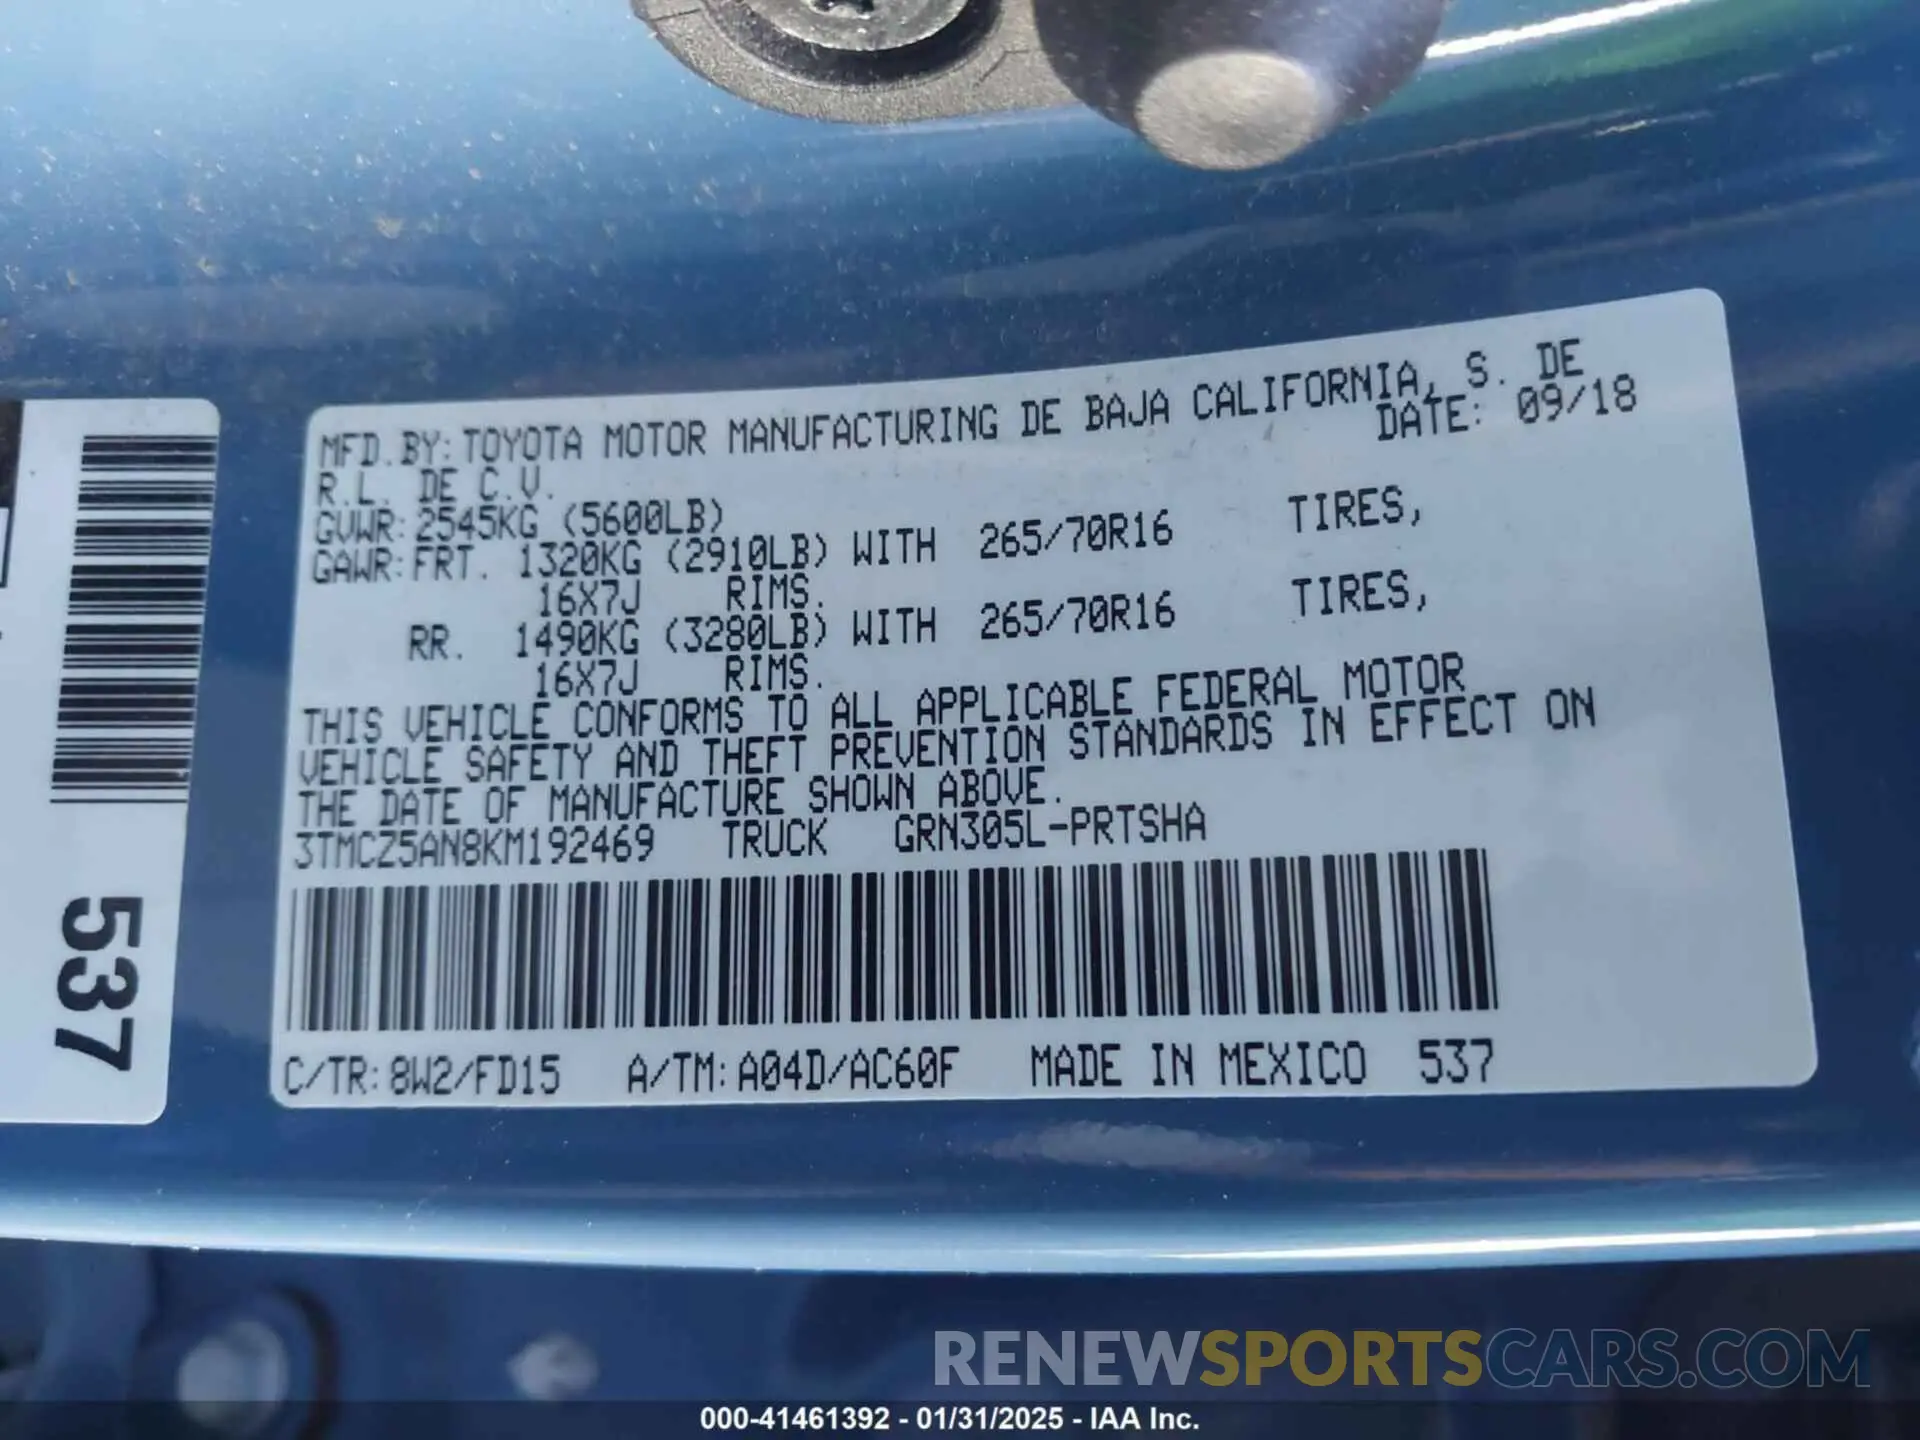 MFD.BY:TOYOTA MOTOR MANUFACTURING DE BAJA CALIFORNIA, S. DE
R.L. DE C.V. DATE: 09/18
GVWR:2545KG (5600LB)
GAWR:FRT. 1320KG (2910LB) WITH 265/70R16 TIRES,
16X7J RIMS.
RR. 1490KG (3280LB) WITH 265/70R16 TIRES,
16X7J RIMS.
THIS VEHICLE CONFORMS TO ALL APPLICABLE FEDERAL MOTOR
VEHICLE SAFETY AND THEFT PREVENTION STANDARDS IN EFFECT ON
THE DATE OF MANUFACTURE SHOWN ABOVE.
3TMCZ5AN8KM192469 TRUCK GRN305L-PRTSHA
C/TR:8W2/FD15 A/TM:A04D/AC60F MADE IN MEXICO 537
537
RENEWSPORTSCARS.COM
000-41461392 - 01/31/2025 - IAA Inc.